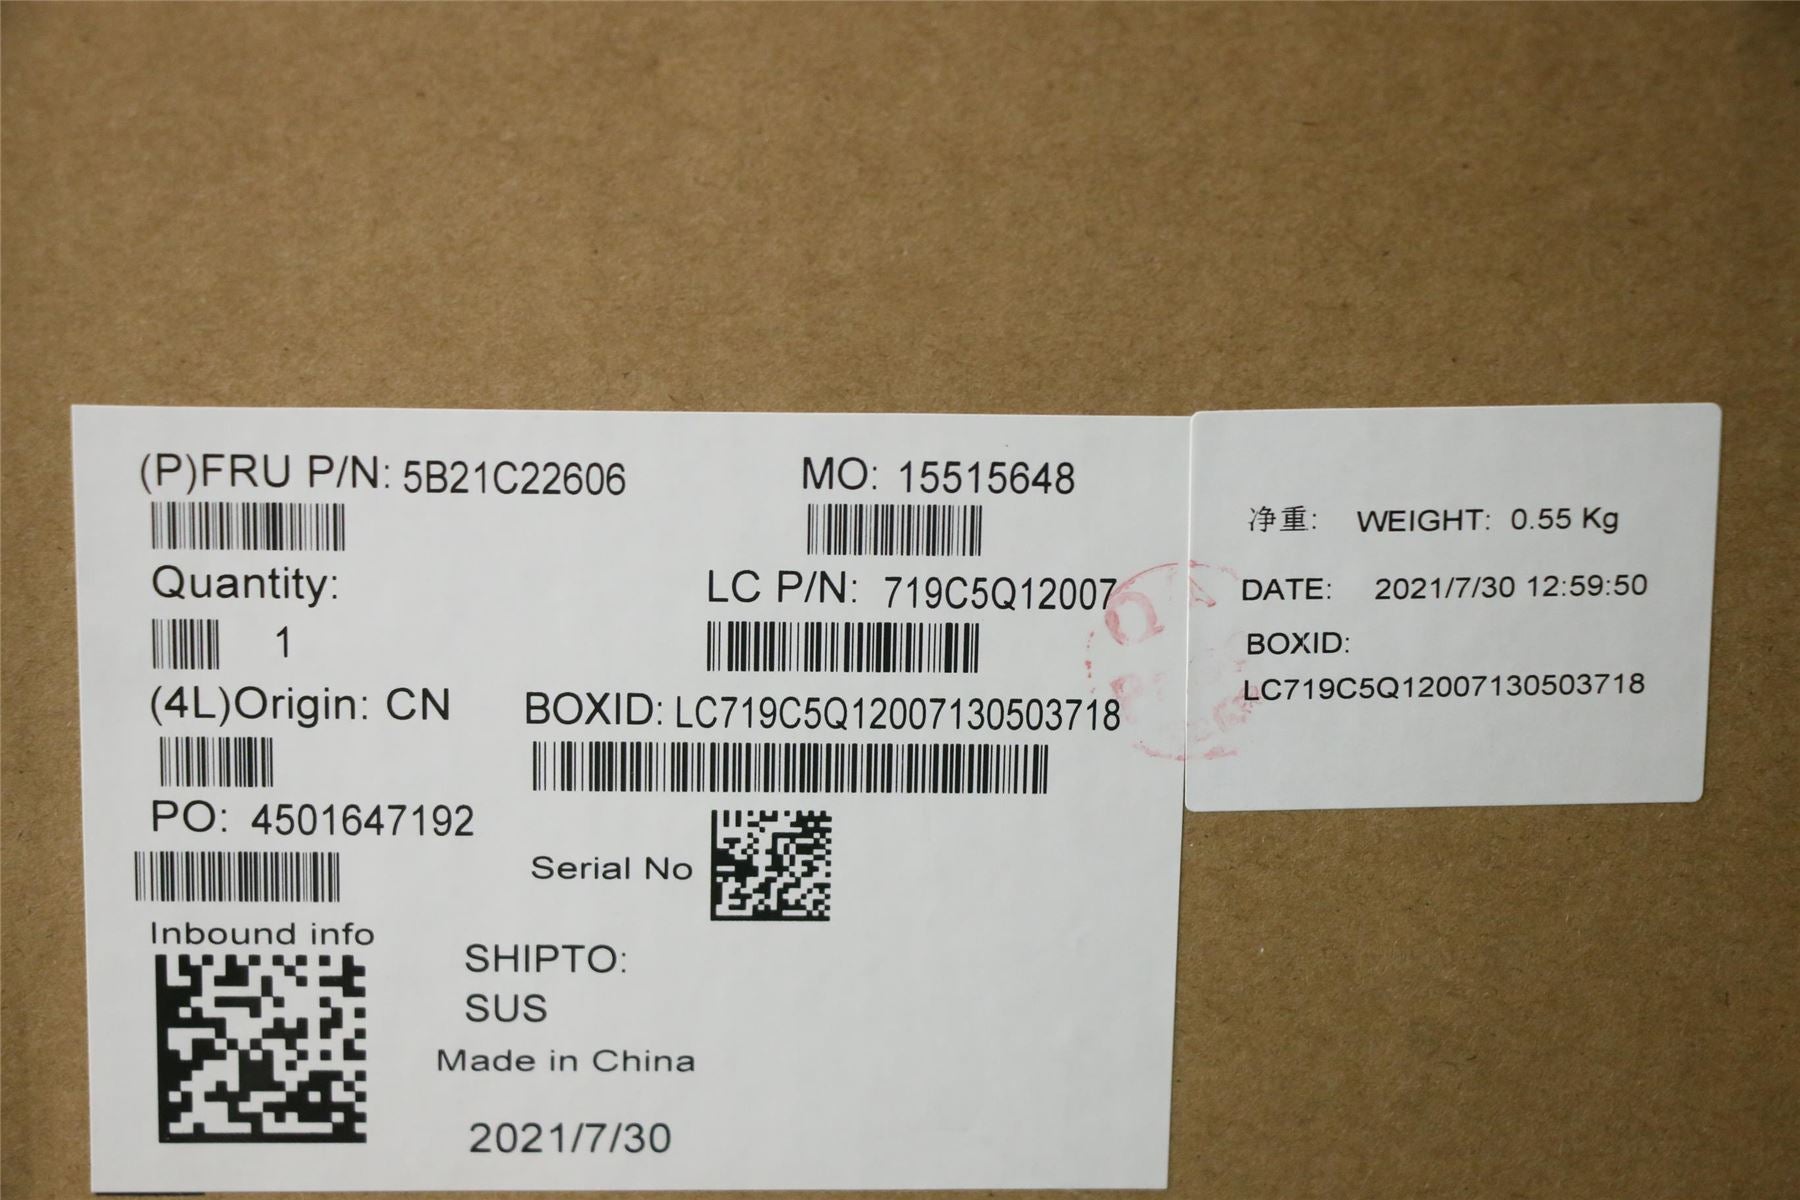 (P)FRU P/N: 5B21C22606
MO: 15515648
Quantity:
1
LC P/N: 719C5Q12007
(4L)Origin: CN
BOXID: LC719C5Q12007130503718
PO: 4501647192
Serial No
Inbound info
SHIPTO:
SUS
Made in China
2021/7/30
净重: WEIGHT: 0.55 Kg
DATE: 2021/7/30 12:59:50
BOXID:
LC719C5Q12007130503718
QA